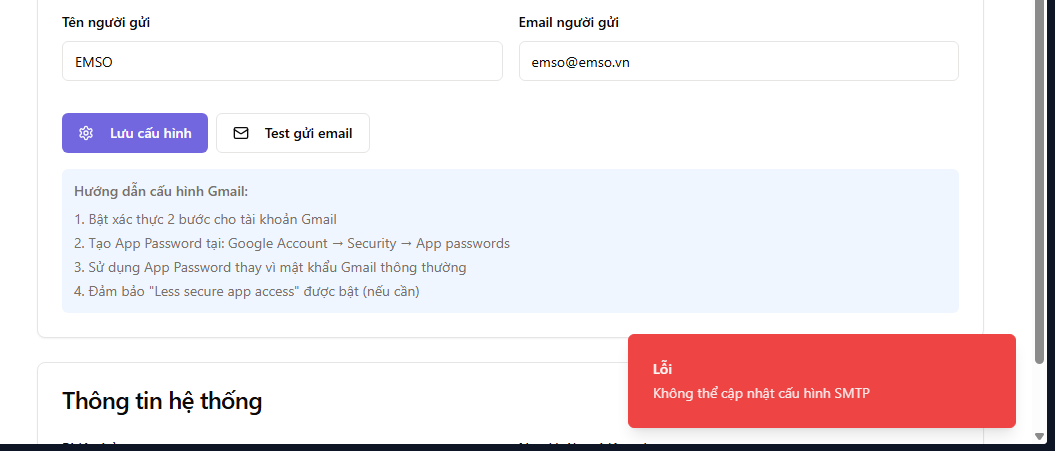 Tên người gửi
Email người gửi
EMSO
emso@emso.vn
Lưu cấu hình
Test gửi email
Hướng dẫn cấu hình Gmail:
1. Bật xác thực 2 bước cho tài khoản Gmail
2. Tạo App Password tại: Google Account → Security → App passwords
3. Sử dụng App Password thay vì mật khẩu Gmail thông thường
4. Đảm bảo "Less secure app access" được bật (nếu cần)
Lỗi
Không thể cập nhật cấu hình SMTP
Thông tin hệ thống